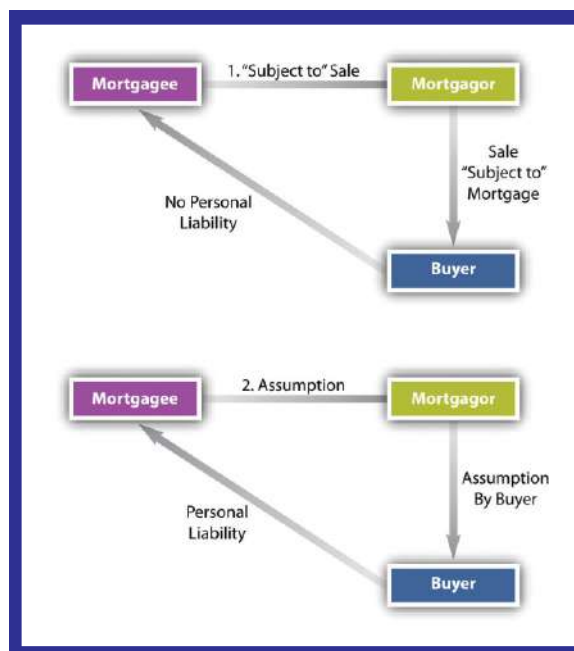 1. “Subject to” Sale
Mortgagee
Mortgagor
Sale
“Subject to”
Mortgage
No Personal
Liability
Buyer
2. Assumption
Mortgagee
Mortgagor
Assumption
By Buyer
Personal
Liability
Buyer